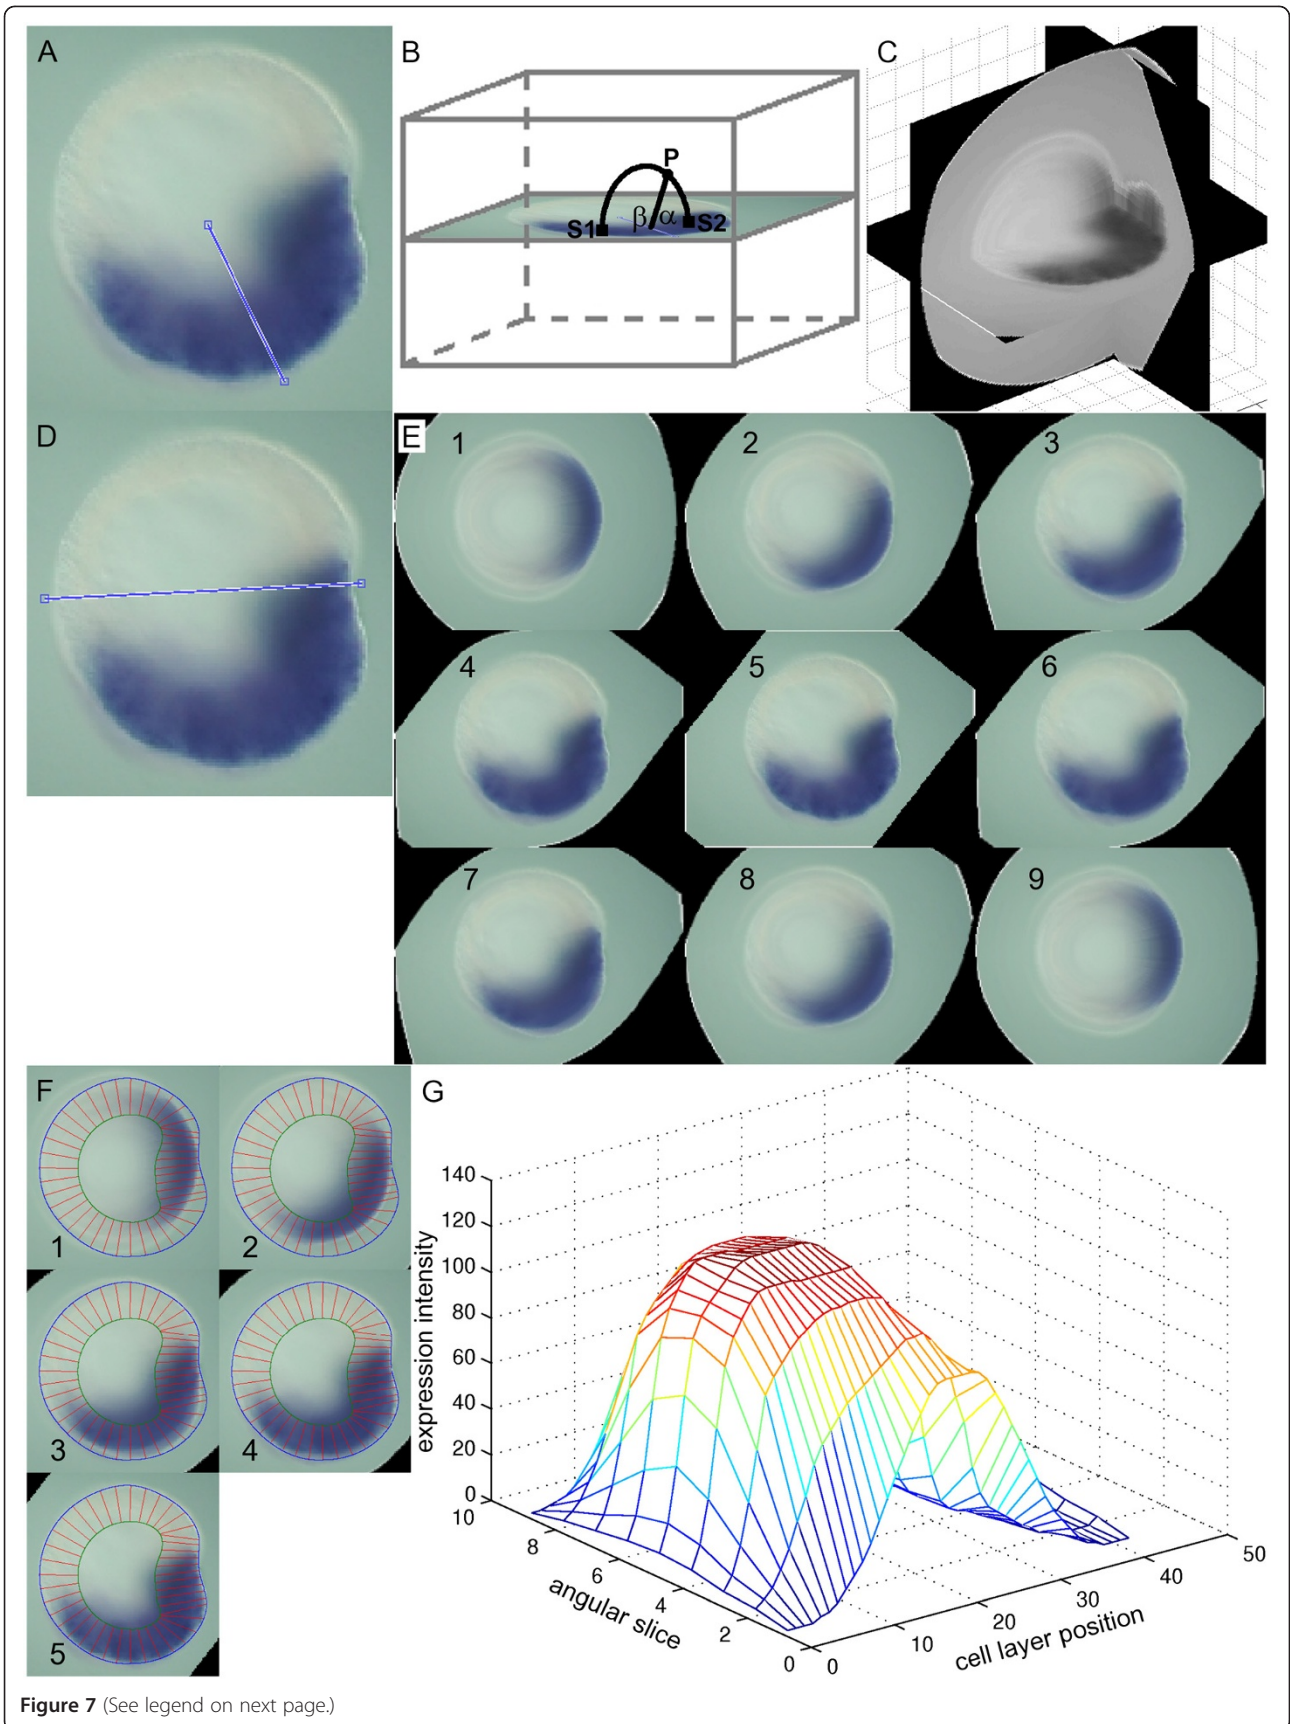 A
B
C
P
β
α
S1
S2
D
E
1
2
3
4
5
6
7
8
9
F
1
2
3
4
5
G
140
120
100
80
60
40
20
0
expression intensity
10
8
6
4
2
0
angular slice
0
10
20
30
40
50
cell layer position
Figure 7 (See legend on next page.)